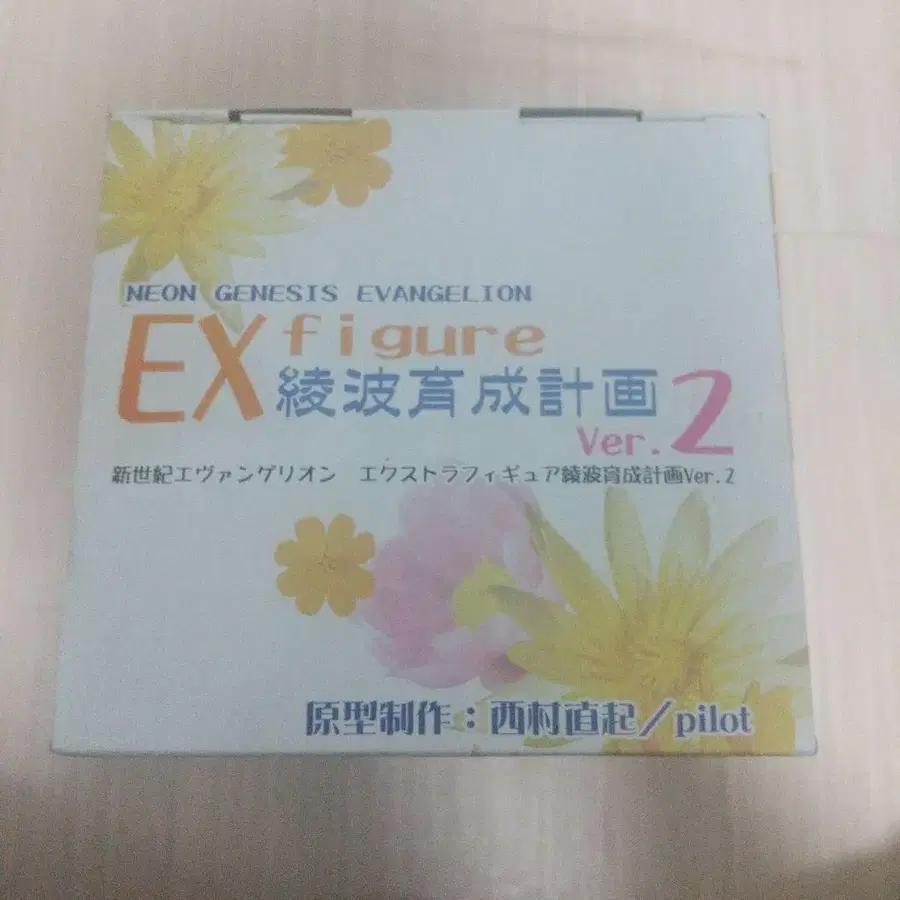 NEON GENESIS EVANGELION
EX figure
綾波育成計画
Ver.2
新世紀エヴァンゲリオン エクストラフィギュア綾波育成計画Ver.2
原型制作：西村直起／pilot